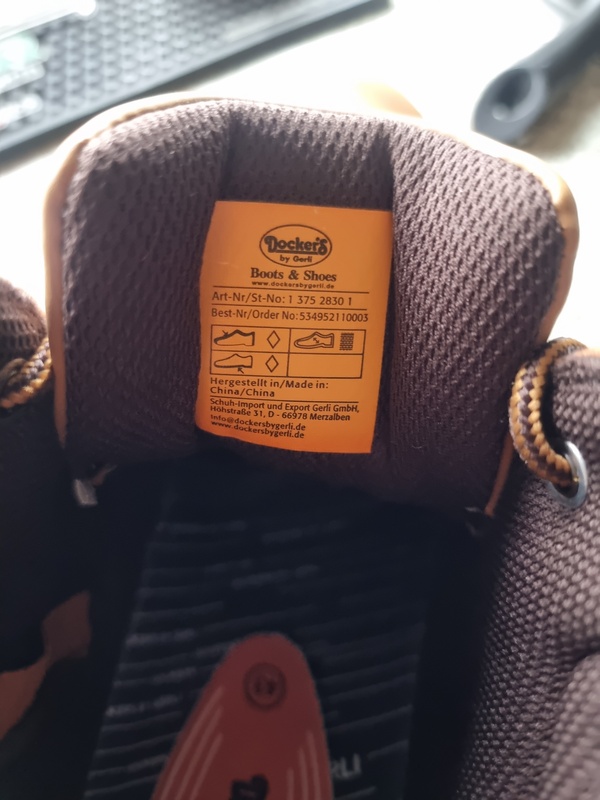 Docker's
by Gerli
Boots & Shoes
www.dockersbygerli.de
Art-Nr/St-No: 1 375 2830 1
Best-Nr/Order No:534952110003
Hergestellt in/Made in:
China/China
Schuh-Import und Export Gerli GmbH,
Höhstraße 31, D - 66978 Merzalben
Info@dockersbygerli.de
www.dockersbygerli.de
RLI